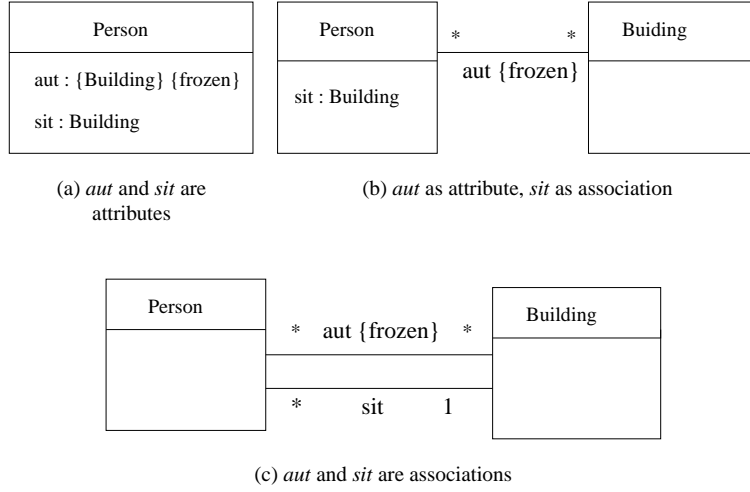 Person
aut : {Building} {frozen}
sit : Building
(a) aut and sit are
attributes
Person
sit : Building
* *
aut {frozen}
Buiding
(b) aut as attribute, sit as association
Person
* aut {frozen} *
* sit 1
Building
(c) aut and sit are associations